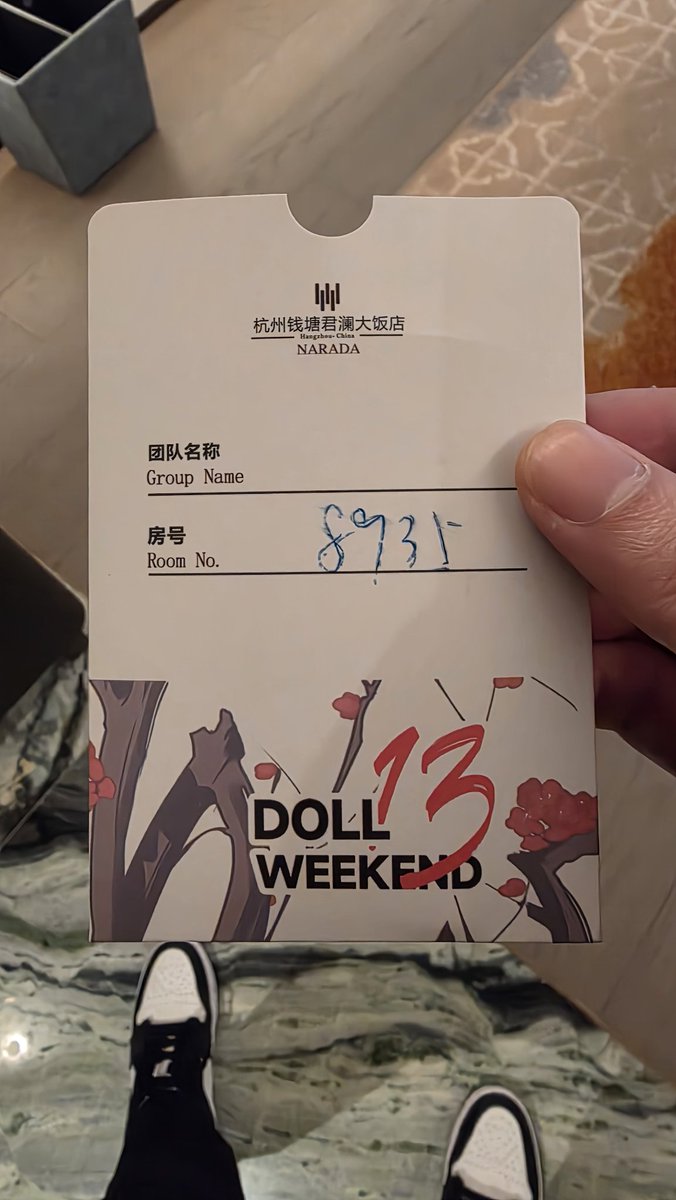 杭州钱塘君澜大饭店
Hangzhou·China
NARADA
团队名称
Group Name
房号
Room No. 8935
DOLL 13
WEEKEND